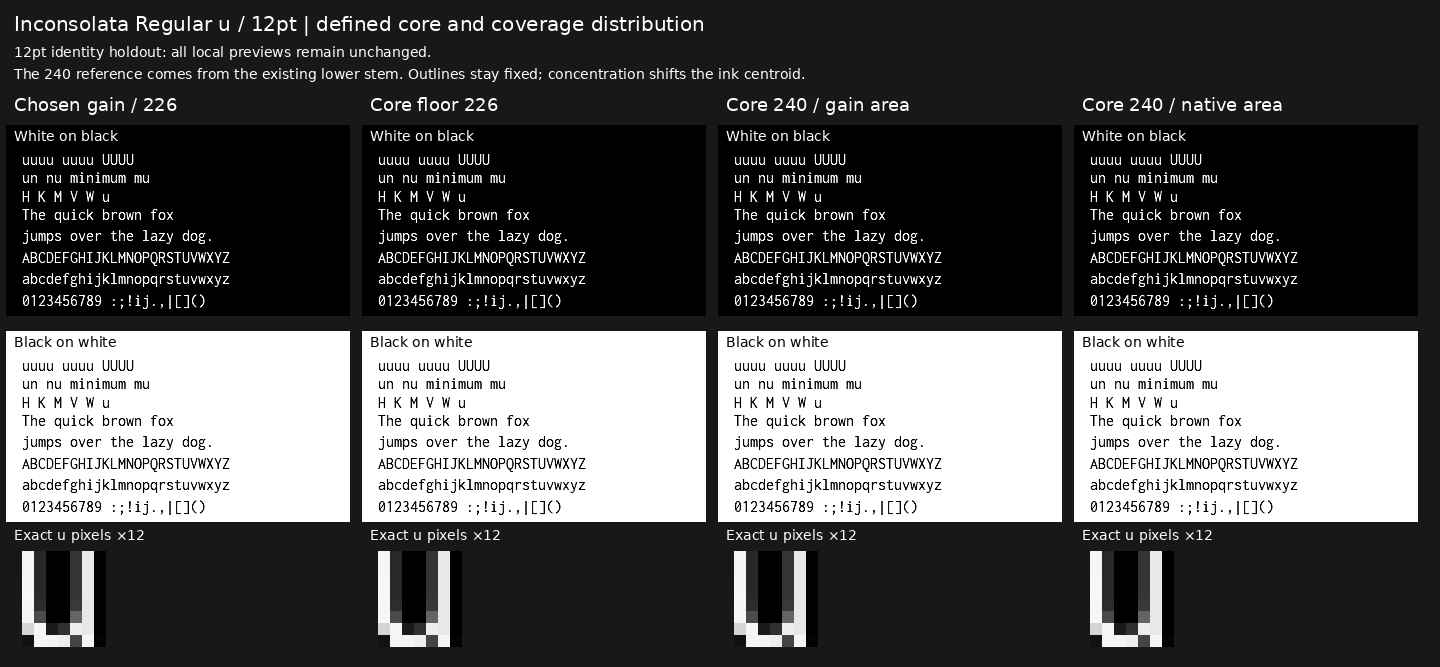 Inconsolata Regular u / 12pt | defined core and coverage distribution
12pt identity holdout: all local previews remain unchanged.
The 240 reference comes from the existing lower stem. Outlines stay fixed; concentration shifts the ink centroid.
Chosen gain / 226
White on black
uuuu uuuu UUUU
un nu minimum mu
H K M V W u
The quick brown fox
jumps over the lazy dog.
ABCDEFGHIJKLMNOPQRSTUVWXYZ
abcdefghijklmnopqrstuvwxyz
0123456789 :;!ij.,|[]()
Black on white
uuuu uuuu UUUU
un nu minimum mu
H K M V W u
The quick brown fox
jumps over the lazy dog.
ABCDEFGHIJKLMNOPQRSTUVWXYZ
abcdefghijklmnopqrstuvwxyz
0123456789 :;!ij.,|[]()
Exact u pixels ×12
Core floor 226
White on black
uuuu uuuu UUUU
un nu minimum mu
H K M V W u
The quick brown fox
jumps over the lazy dog.
ABCDEFGHIJKLMNOPQRSTUVWXYZ
abcdefghijklmnopqrstuvwxyz
0123456789 :;!ij.,|[]()
Black on white
uuuu uuuu UUUU
un nu minimum mu
H K M V W u
The quick brown fox
jumps over the lazy dog.
ABCDEFGHIJKLMNOPQRSTUVWXYZ
abcdefghijklmnopqrstuvwxyz
0123456789 :;!ij.,|[]()
Exact u pixels ×12
Core 240 / gain area
White on black
uuuu uuuu UUUU
un nu minimum mu
H K M V W u
The quick brown fox
jumps over the lazy dog.
ABCDEFGHIJKLMNOPQRSTUVWXYZ
abcdefghijklmnopqrstuvwxyz
0123456789 :;!ij.,|[]()
Black on white
uuuu uuuu UUUU
un nu minimum mu
H K M V W u
The quick brown fox
jumps over the lazy dog.
ABCDEFGHIJKLMNOPQRSTUVWXYZ
abcdefghijklmnopqrstuvwxyz
0123456789 :;!ij.,|[]()
Exact u pixels ×12
Core 240 / native area
White on black
uuuu uuuu UUUU
un nu minimum mu
H K M V W u
The quick brown fox
jumps over the lazy dog.
ABCDEFGHIJKLMNOPQRSTUVWXYZ
abcdefghijklmnopqrstuvwxyz
0123456789 :;!ij.,|[]()
Black on white
uuuu uuuu UUUU
un nu minimum mu
H K M V W u
The quick brown fox
jumps over the lazy dog.
ABCDEFGHIJKLMNOPQRSTUVWXYZ
abcdefghijklmnopqrstuvwxyz
0123456789 :;!ij.,|[]()
Exact u pixels ×12